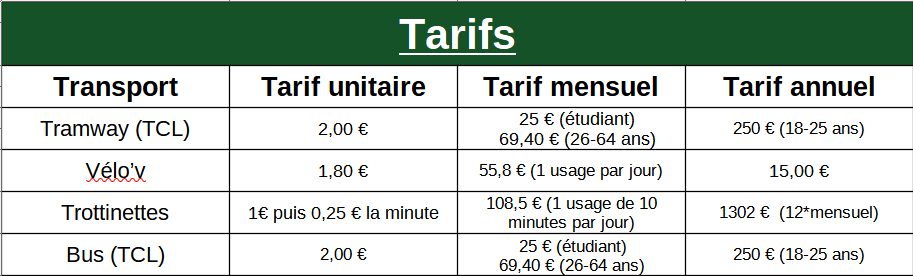 Tarifs
Transport Tarif unitaire Tarif mensuel Tarif annuel
Tramway (TCL) 2,00 € 25 € (étudiant)
69,40 € (26-64 ans) 250 € (18-25 ans)
Vélo’v 1,80 € 55,8 € (1 usage par jour) 15,00 €
Trottinettes 1€ puis 0,25 € la minute 108,5 € (1 usage de 10
minutes par jour) 1302 € (12*mensuel)
Bus (TCL) 2,00 € 25 € (étudiant)
69,40 € (26-64 ans) 250 € (18-25 ans)